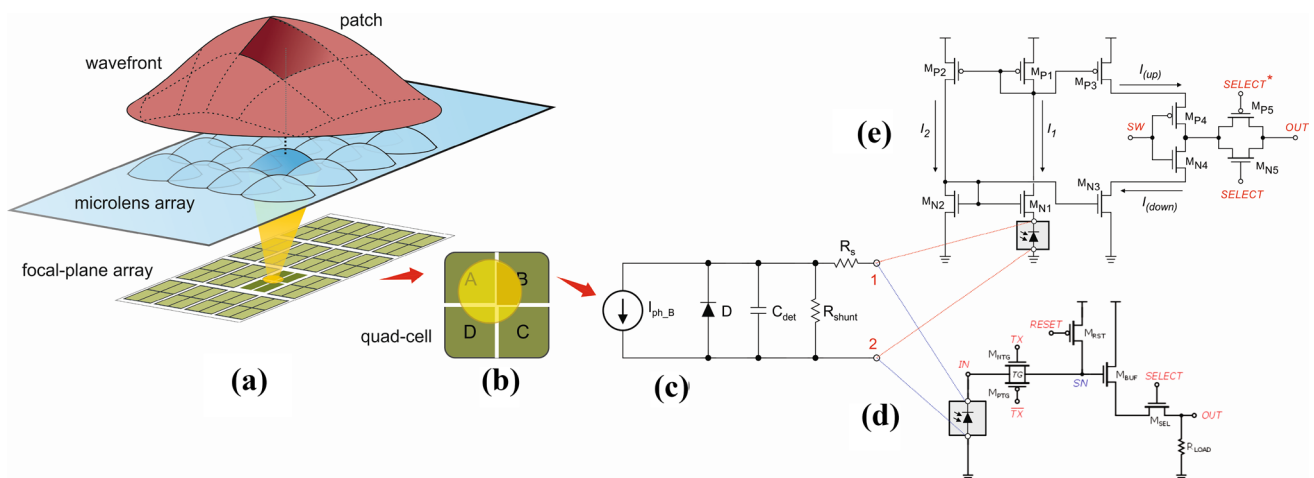 patch
wavefront
microlens array
focal-plane array
(a)
A B
D C
quad-cell
(b)
I_ph_B
D
C_det
R_shunt
R_s
1
2
(c)
(e)
M_P2
M_P1
M_P3
I_(up)
SELECT*
M_P4
M_P5
SW
OUT
I_2
I_1
M_N4
M_N5
M_N3
SELECT
M_N2
M_N1
I_(down)
RESET
M_RST
TX
M_NTG
IN
TG
SN
M_BUF
SELECT
M_PTG
T̅X̅
OUT
M_SEL
R_LOAD
(d)